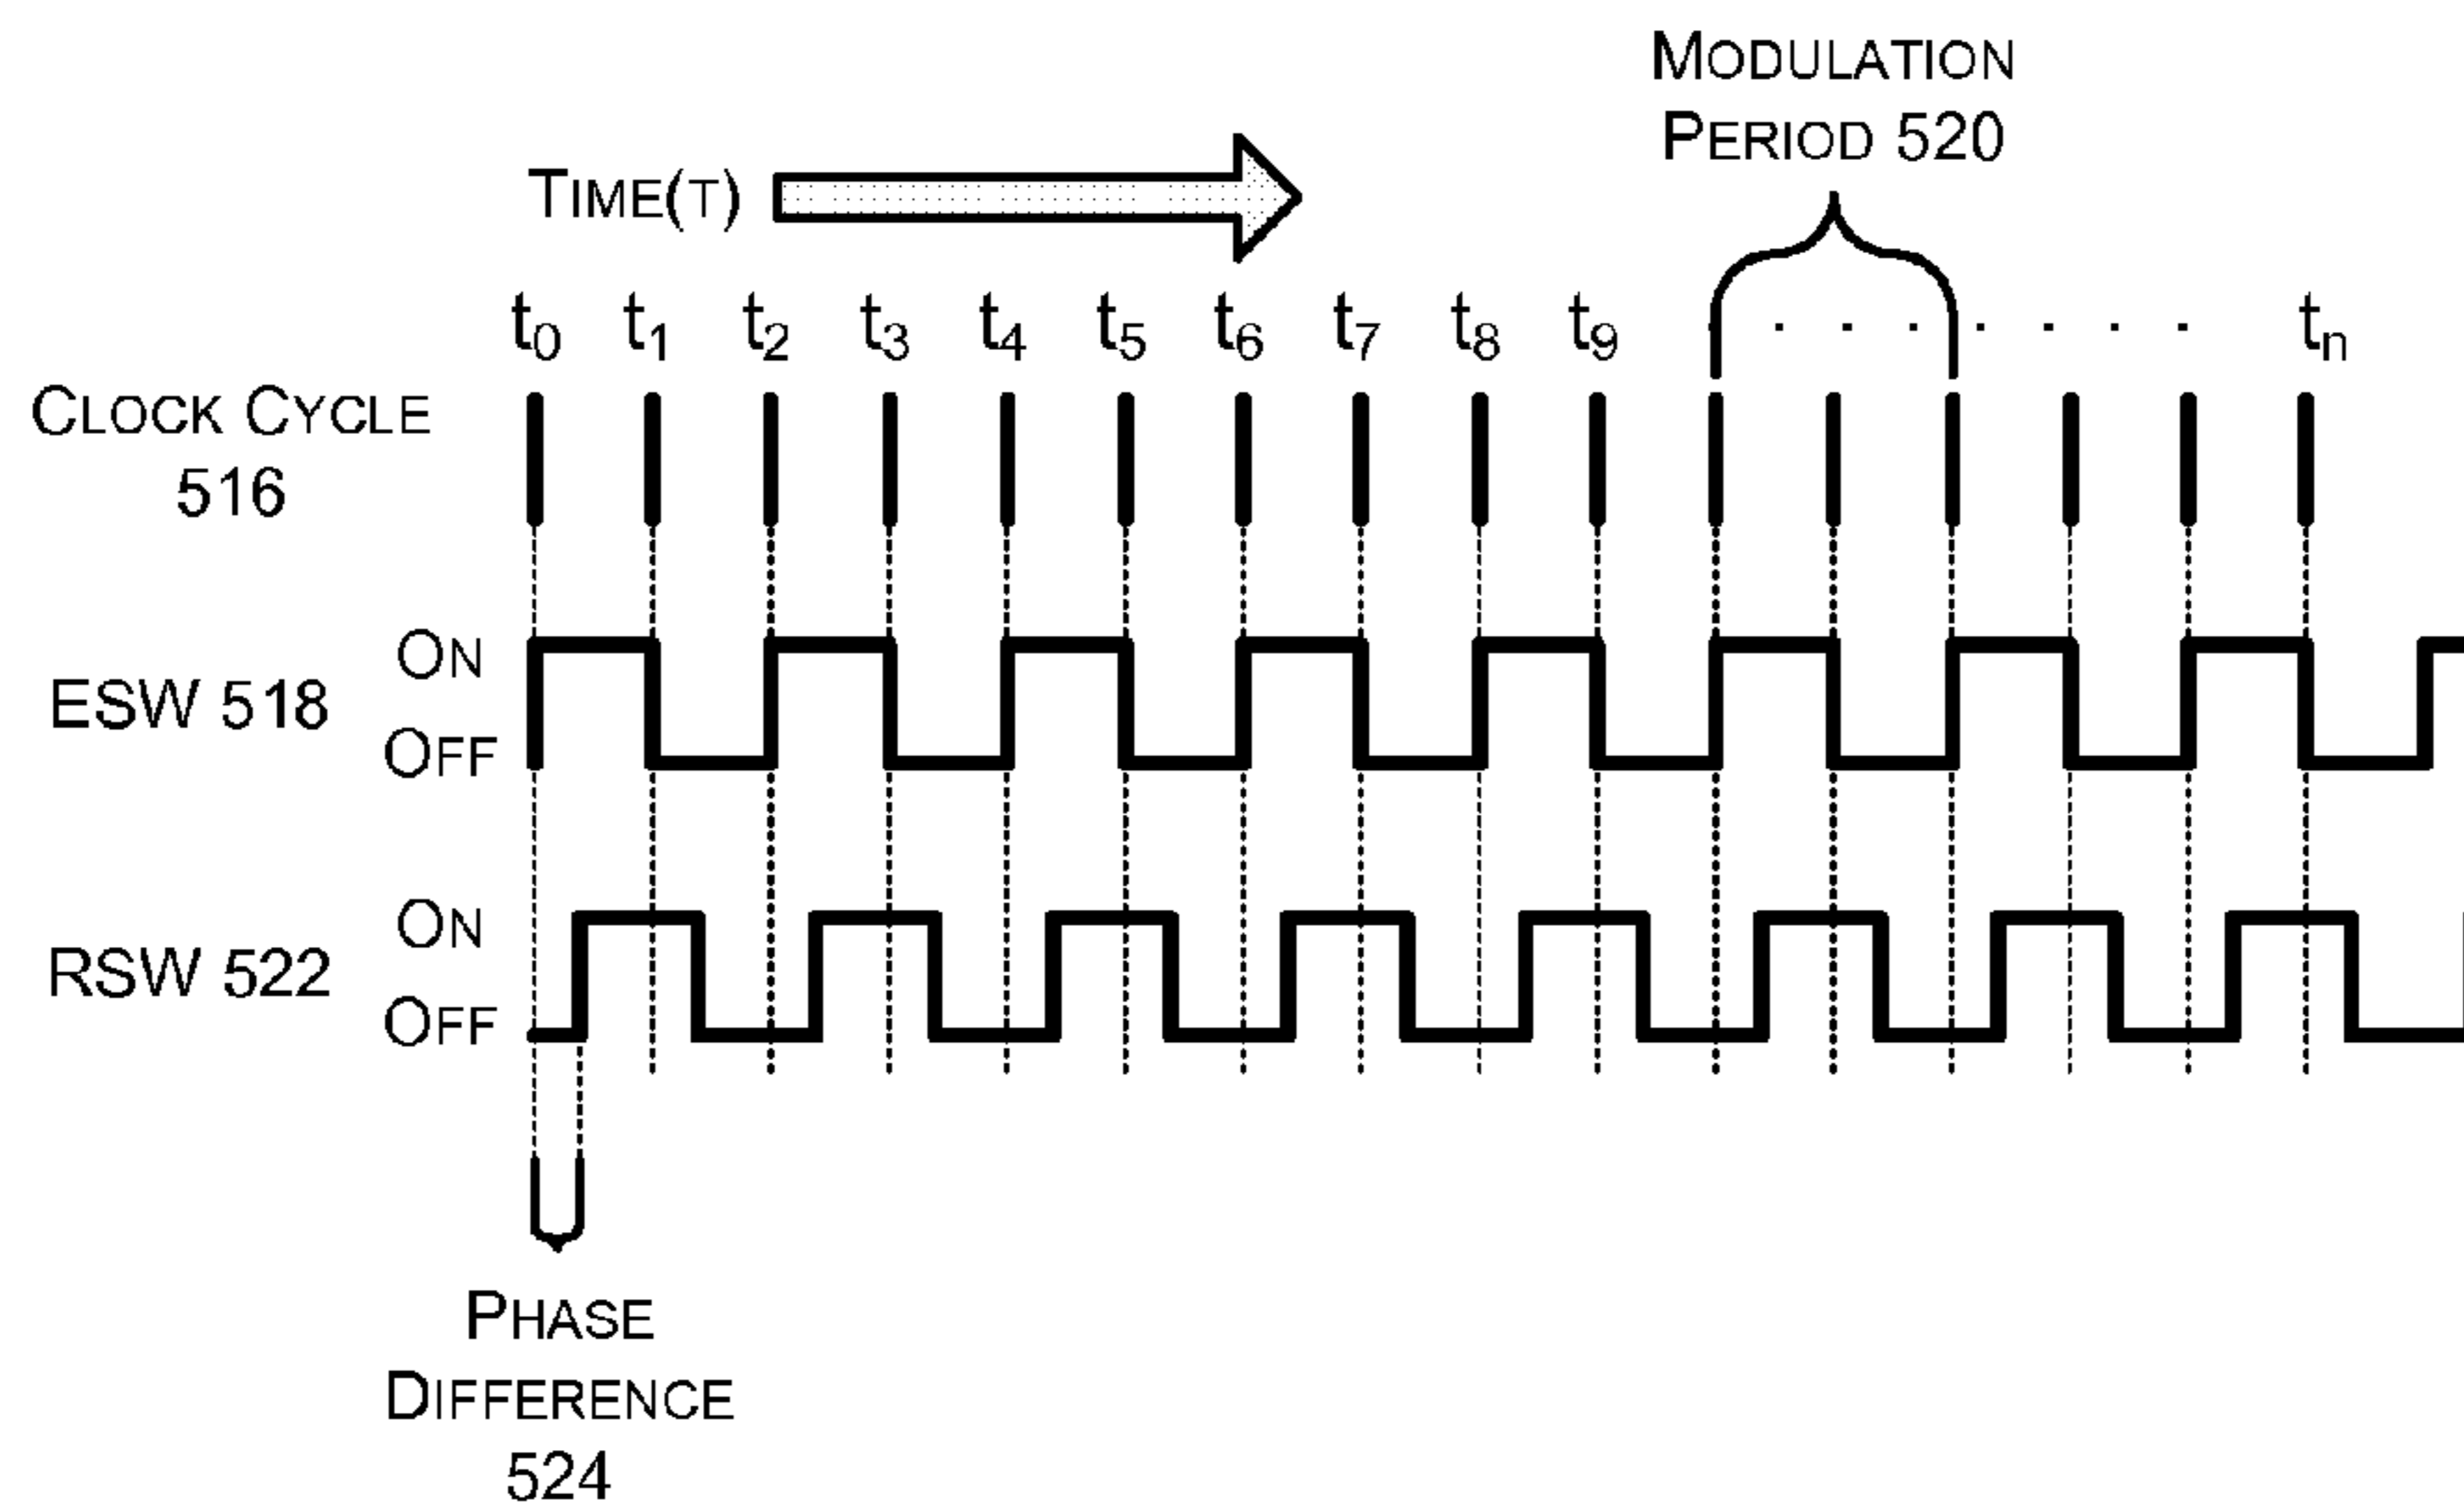 MODULATION
PERIOD 520
TIME(T)
t0 t1 t2 t3 t4 t5 t6 t7 t8 t9 . . . . . . . . tn
CLOCK CYCLE
516
ON
ESW 518
OFF
ON
RSW 522
OFF
PHASE
DIFFERENCE
524